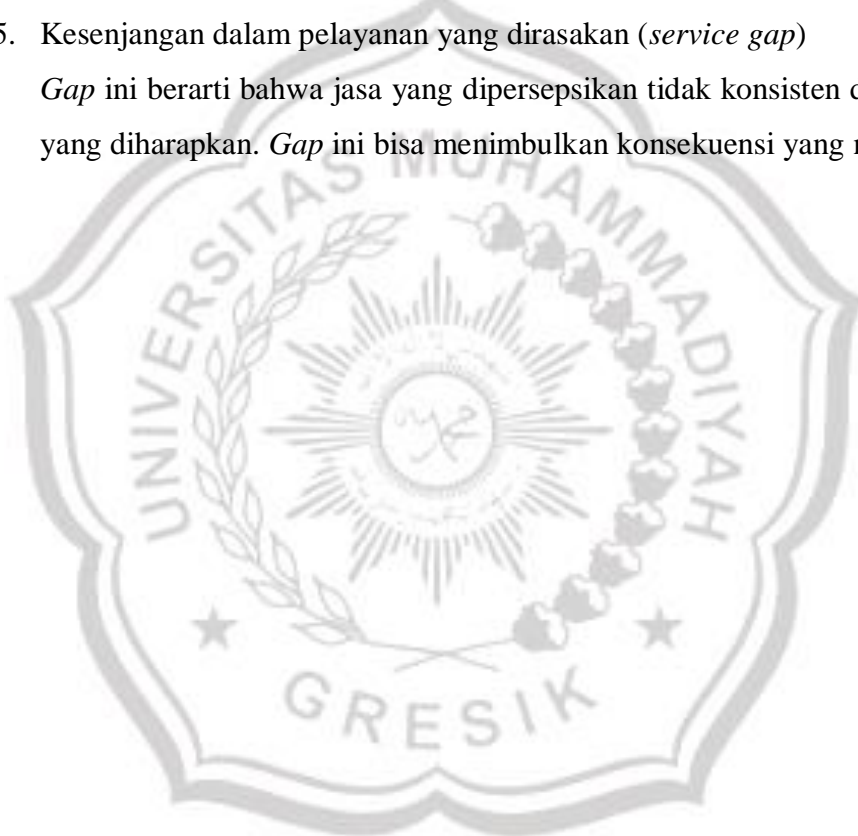 5. Kesenjangan dalam pelayanan yang dirasakan (service gap)
Gap ini berarti bahwa jasa yang dipersepsikan tidak konsisten
yang diharapkan. Gap ini bisa menimbulkan konsekuensi yang
UNIVERSITAS MUHAMMADIYAH
GRESIK